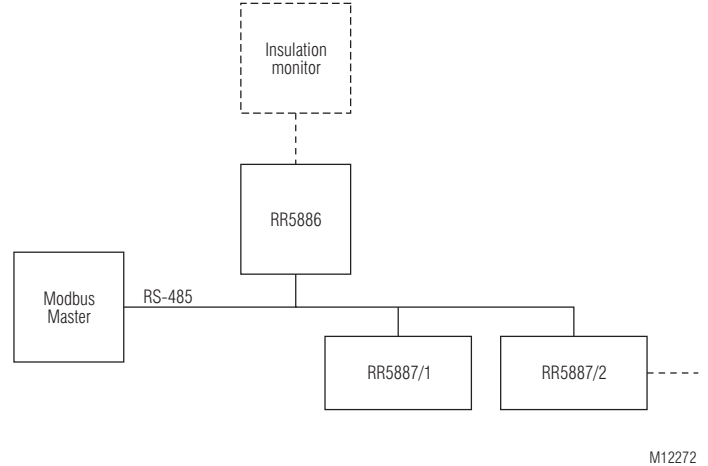 Insulation
monitor
RR5886
Modbus
Master
RS-485
RR5887/1
RR5887/2
M12272